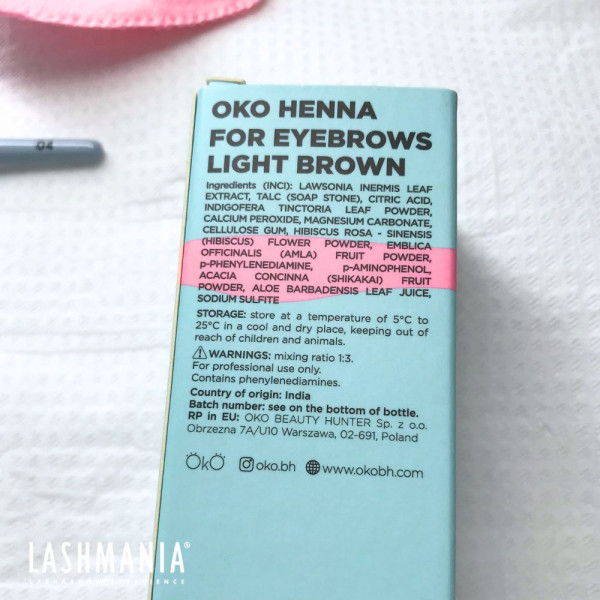 04
OKO HENNA
FOR EYEBROWS
LIGHT BROWN
Ingredients (INCI): LAWSONIA INERMIS LEAF
EXTRACT, TALC (SOAP STONE), CITRIC ACID,
INDIGOFERA TINCTORIA LEAF POWDER,
CALCIUM PEROXIDE, MAGNESIUM CARBONATE,
CELLULOSE GUM, HIBISCUS ROSA - SINENSIS
(HIBISCUS) FLOWER POWDER, EMBLICA
OFFICINALIS (AMLA) FRUIT POWDER,
p-PHENYLENEDIAMINE, p-AMINOPHENOL,
ACACIA CONCINNA (SHIKAKAI) FRUIT
POWDER, ALOE BARBADENSIS LEAF JUICE,
SODIUM SULFITE
STORAGE: store at a temperature of 5°C to
25°C in a cool and dry place, keeping out of
reach of children and animals.
WARNINGS: mixing ratio 1:3.
For professional use only.
Contains phenylenediamines.
Country of origin: India
Batch number: see on the bottom of bottle.
RP in EU: OKO BEAUTY HUNTER Sp. z o.o.
Obrzezna 7A/U10 Warszawa, 02-691, Poland
OkO oko.bh www.okobh.com
LASHMANIA®